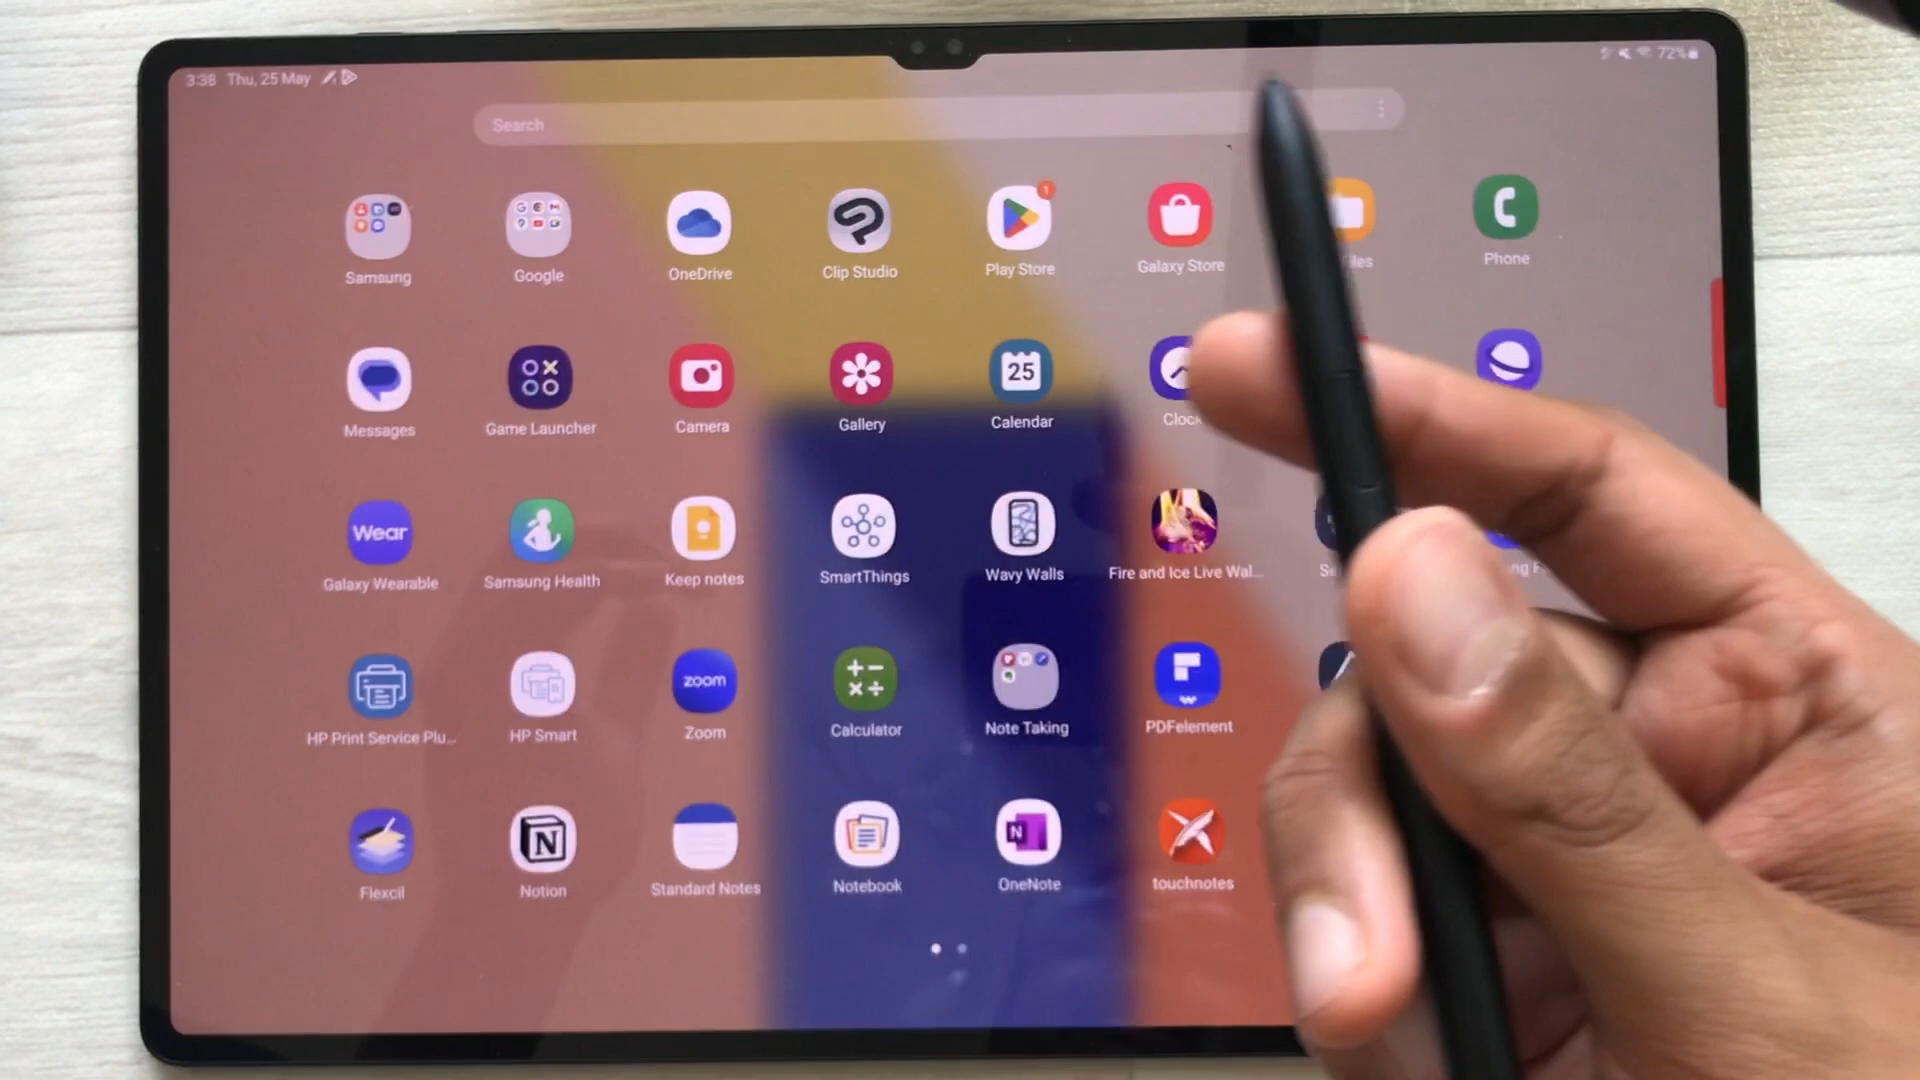 3:38 Thu, 25 May
72%
Search
Samsung
Google
OneDrive
Clip Studio
Play Store
1
Galaxy Store
Phone
Messages
Game Launcher
Camera
Gallery
25
Calendar
Clock
Wear
Galaxy Wearable
Samsung Health
Keep notes
SmartThings
Wavy Walls
Fire and Ice Live Wal...
HP Print Service Plu...
HP Smart
zoom
Zoom
Calculator
Note Taking
PDFelement
Flexcil
N
Notion
Standard Notes
Notebook
N
OneNote
touchnotes